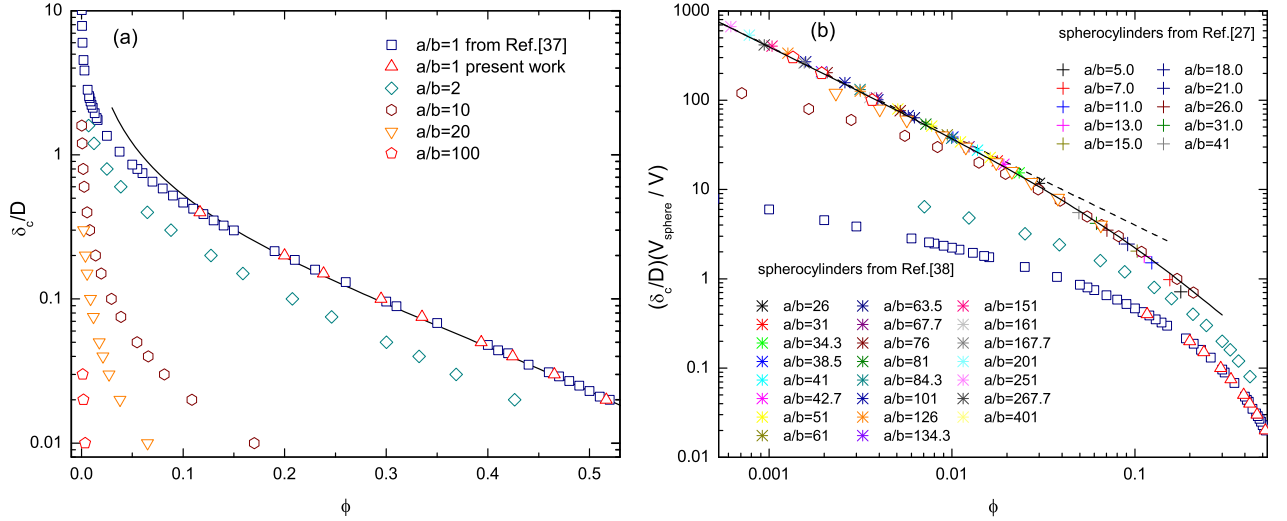 (a)
a/b=1 from Ref.[37]
a/b=1 present work
a/b=2
a/b=10
a/b=20
a/b=100
10
1
0.1
0.01
δc/D
0.0 0.1 0.2 0.3 0.4 0.5
ϕ
(b)
spherocylinders from Ref.[27]
a/b=5.0 a/b=18.0
a/b=7.0 a/b=21.0
a/b=11.0 a/b=26.0
a/b=13.0 a/b=31.0
a/b=15.0 a/b=41
spherocylinders from Ref.[38]
a/b=26 a/b=63.5 a/b=151
a/b=31 a/b=67.7 a/b=161
a/b=34.3 a/b=76 a/b=167.7
a/b=38.5 a/b=81 a/b=201
a/b=41 a/b=84.3 a/b=251
a/b=42.7 a/b=101 a/b=267.7
a/b=51 a/b=126 a/b=401
a/b=61 a/b=134.3
1000
100
10
1
0.1
0.01
(δc/D)(Vsphere / V)
0.001 0.01 0.1
ϕ